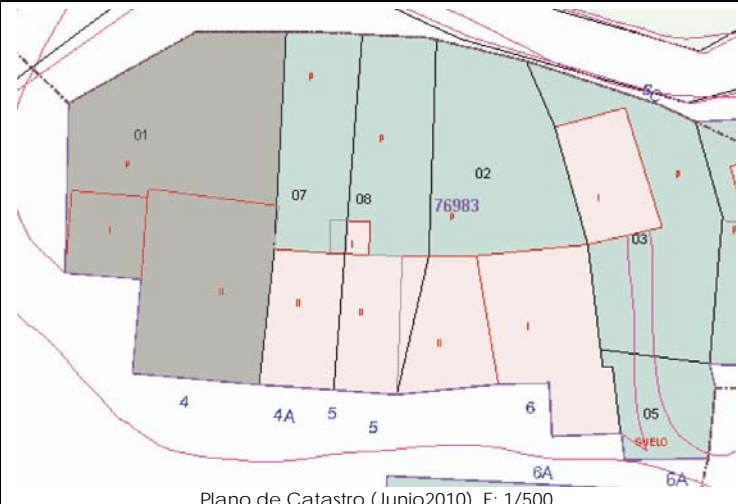 01
P
I
II
07
P
II
08
P
I
II
02
76983
P
II
I
I
P
03
05
SUELO
4
4A
5
5
6
6A
6A
Plano de Catastro (Junio2010) E: 1/500